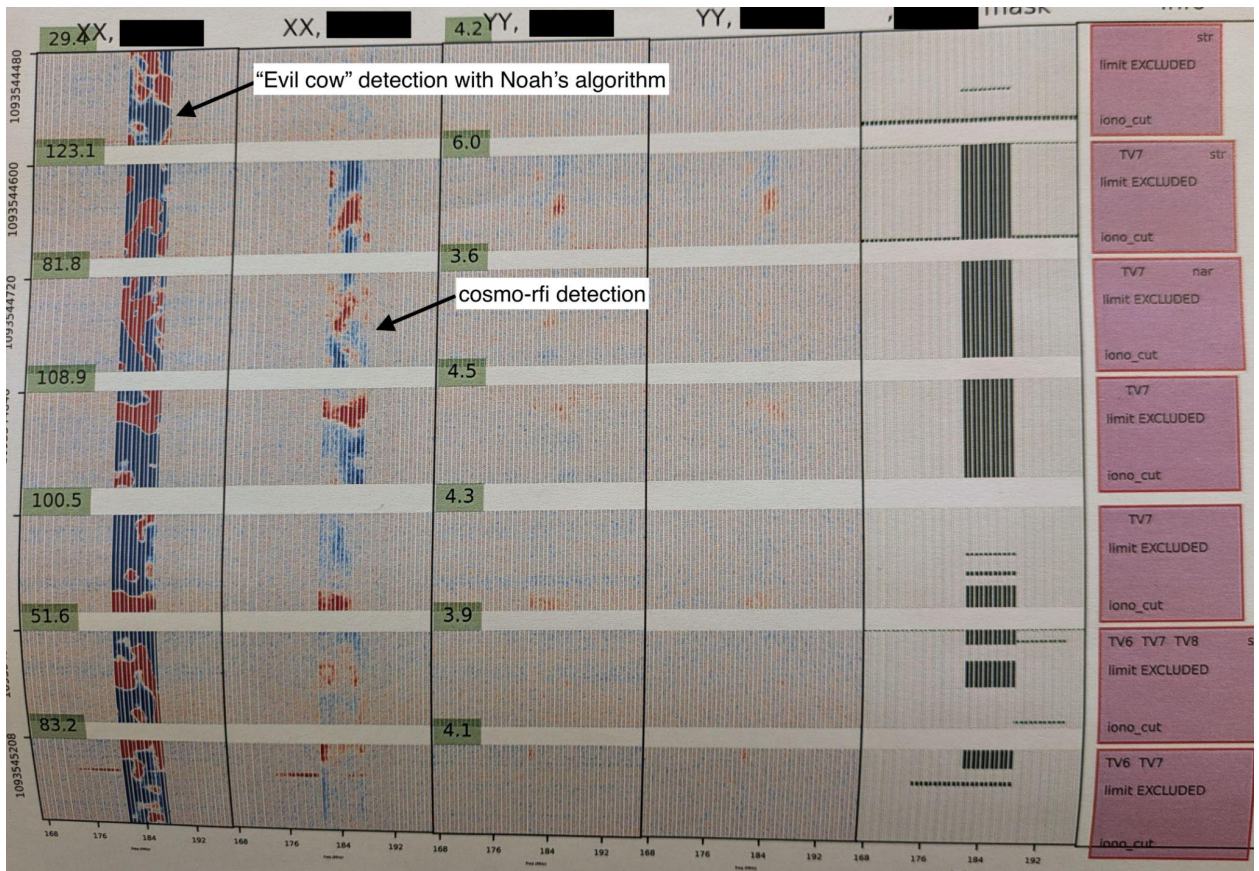 29.4 XX,
XX,
4.2 YY,
YY,
,
mask
"Evil cow" detection with Noah's algorithm
str
limit EXCLUDED
iono_cut
1093544480
123.1
6.0
TV7 str
limit EXCLUDED
iono_cut
1093544600
81.8
3.6
cosmo-rfi detection
TV7 nar
limit EXCLUDED
iono_cut
1093544720
108.9
4.5
TV7
limit EXCLUDED
iono_cut
100.5
4.3
TV7
limit EXCLUDED
iono_cut
51.6
3.9
TV6 TV7 TV8 s
limit EXCLUDED
iono_cut
83.2
4.1
TV6 TV7
limit EXCLUDED
iono_cut
1093545208
168 176 184 192 168 176 184 192 168 176 184 192 168 176 184 192 168 176 184 192